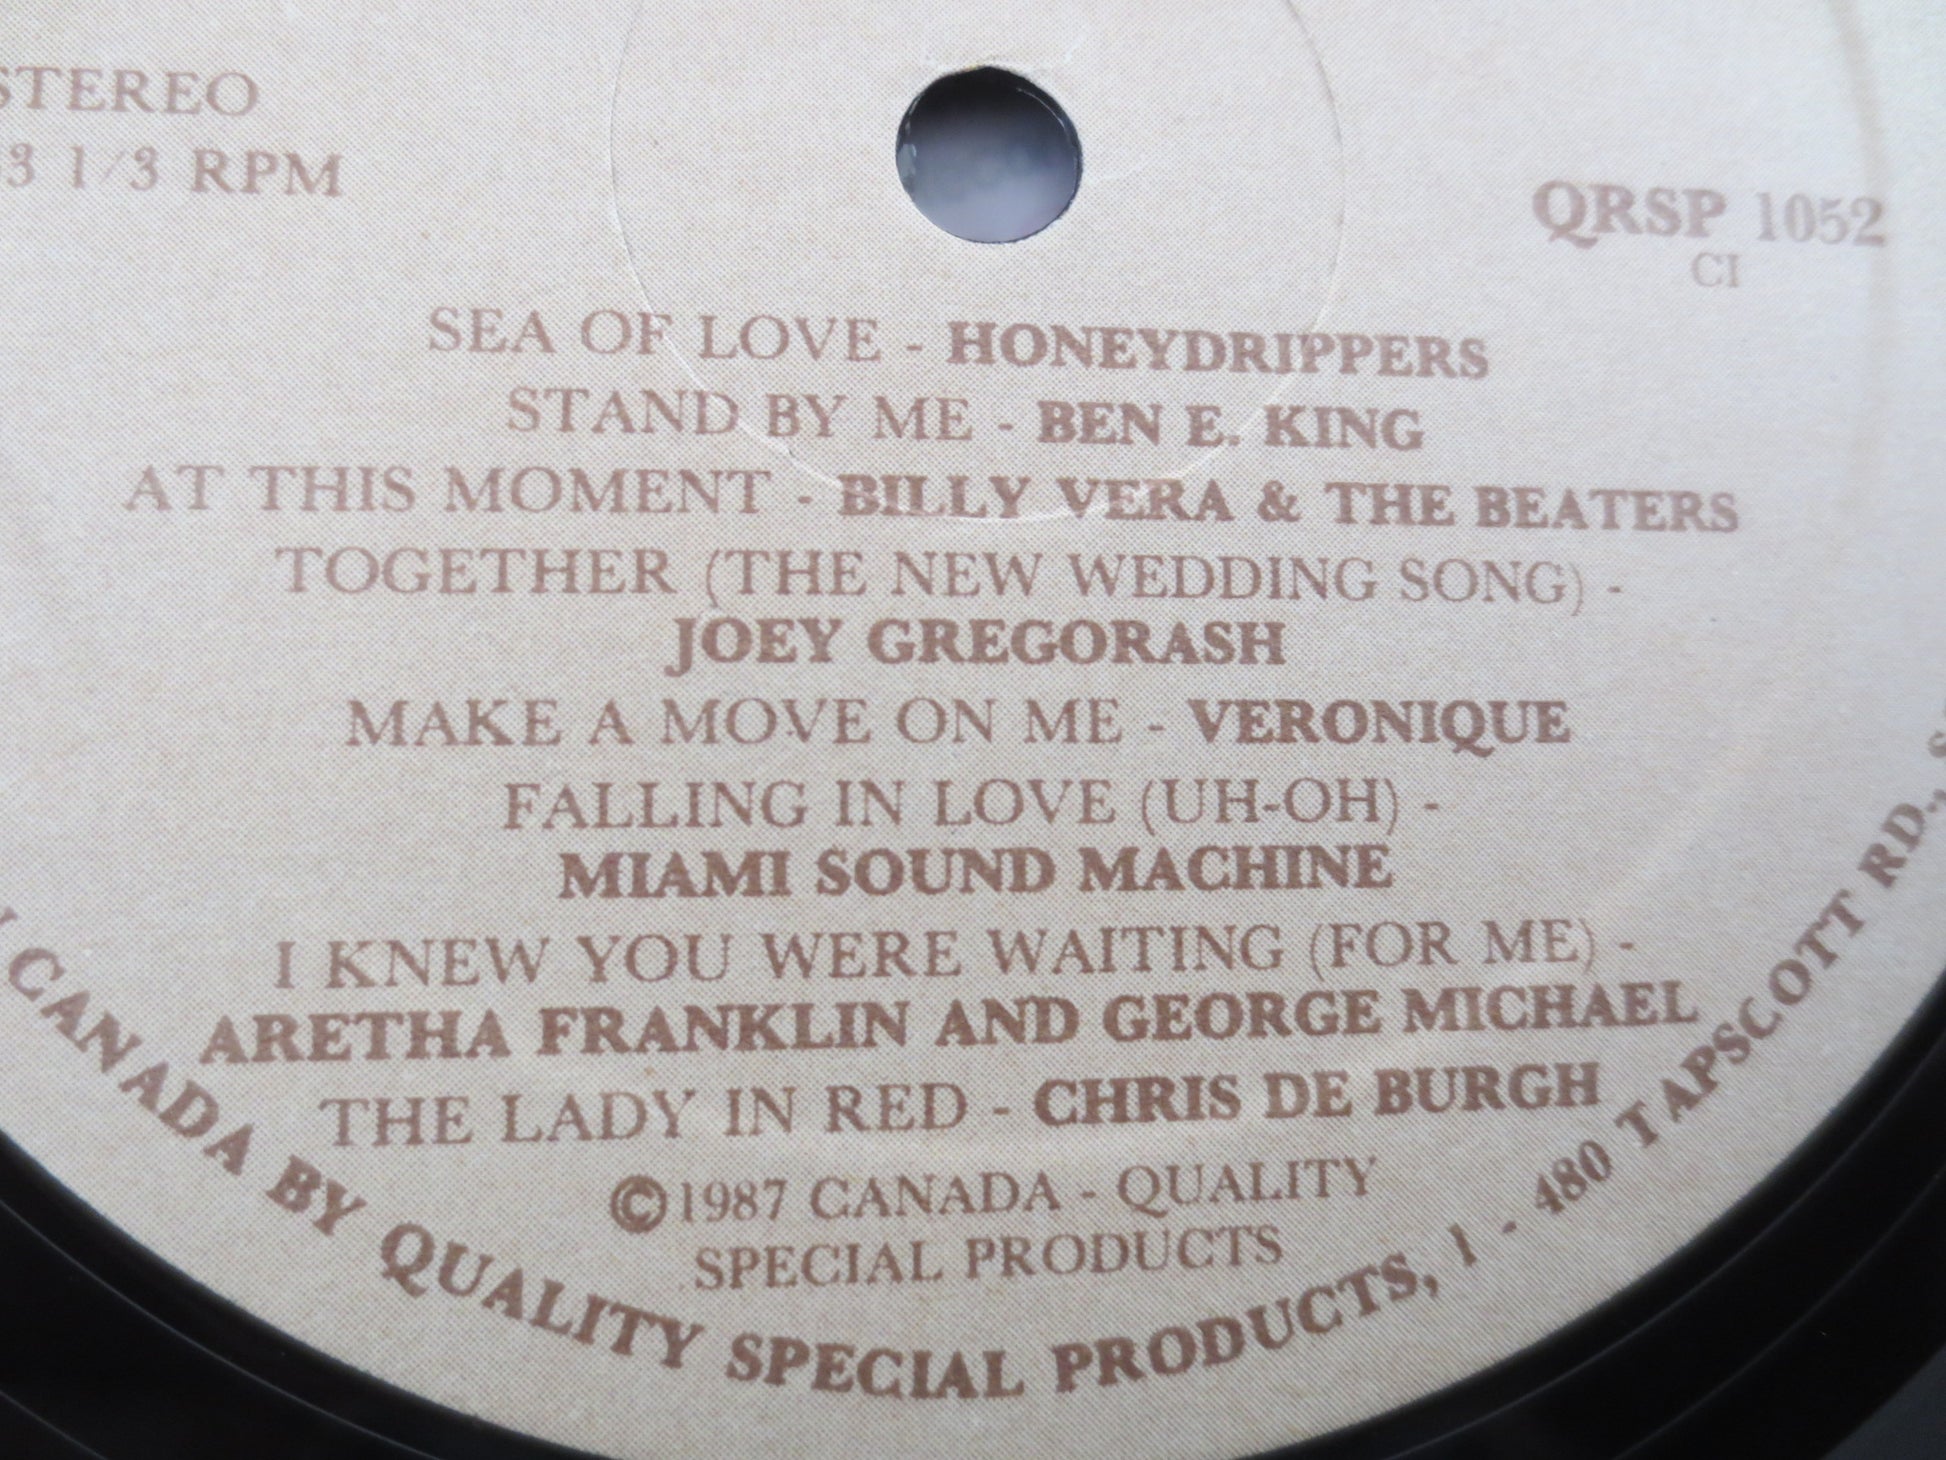 STEREO
33 1/3 RPM
QRSP 1052
CI
SEA OF LOVE - HONEYDRIPPERS
STAND BY ME - BEN E. KING
AT THIS MOMENT - BILLY VERA & THE BEATERS
TOGETHER (THE NEW WEDDING SONG) -
JOEY GREGORASH
MAKE A MOVE ON ME - VERONIQUE
FALLING IN LOVE (UH-OH) -
MIAMI SOUND MACHINE
I KNEW YOU WERE WAITING (FOR ME) -
ARETHA FRANKLIN AND GEORGE MICHAEL
THE LADY IN RED - CHRIS DE BURGH
©1987 CANADA - QUALITY
SPECIAL PRODUCTS
CANADA BY QUALITY SPECIAL PRODUCTS, 1 - 480 TAPSCOTT RD.,